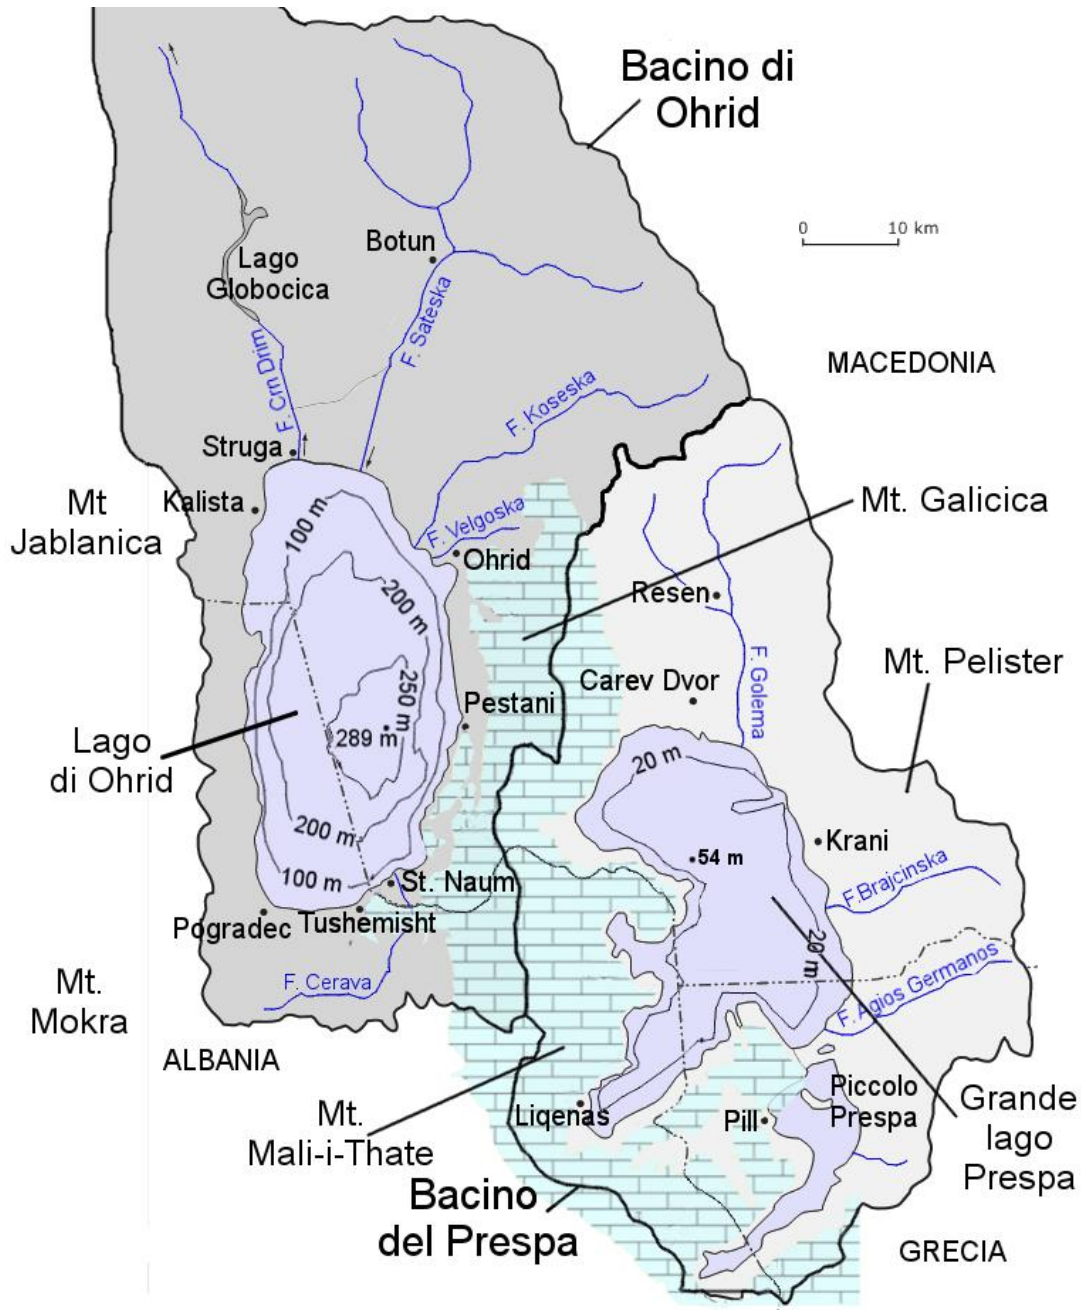 Bacino di
Ohrid
0 10 km
Botun
Lago
Globocica
F. Sateska
F. Crn Drim
MACEDONIA
F. Koseska
Struga
Mt
Jablanica
Kalista
100 m
F. Velgoska
Mt. Galicica
Ohrid
200 m
Resen
F. Golema
Mt. Pelister
Carev Dvor
250 m
Pestani
289 m
Lago
di Ohrid
20 m
200 m
Krani
54 m
100 m
St. Naum
F.Brajcinska
Pogradec
Tushemisht
20 m
F. Agios Germanos
Mt.
Mokra
F. Cerava
ALBANIA
Piccolo
Prespa
Grande
lago
Prespa
Liqenas
Pill
Mt.
Mali-i-Thate
Bacino
del Prespa
GRECIA